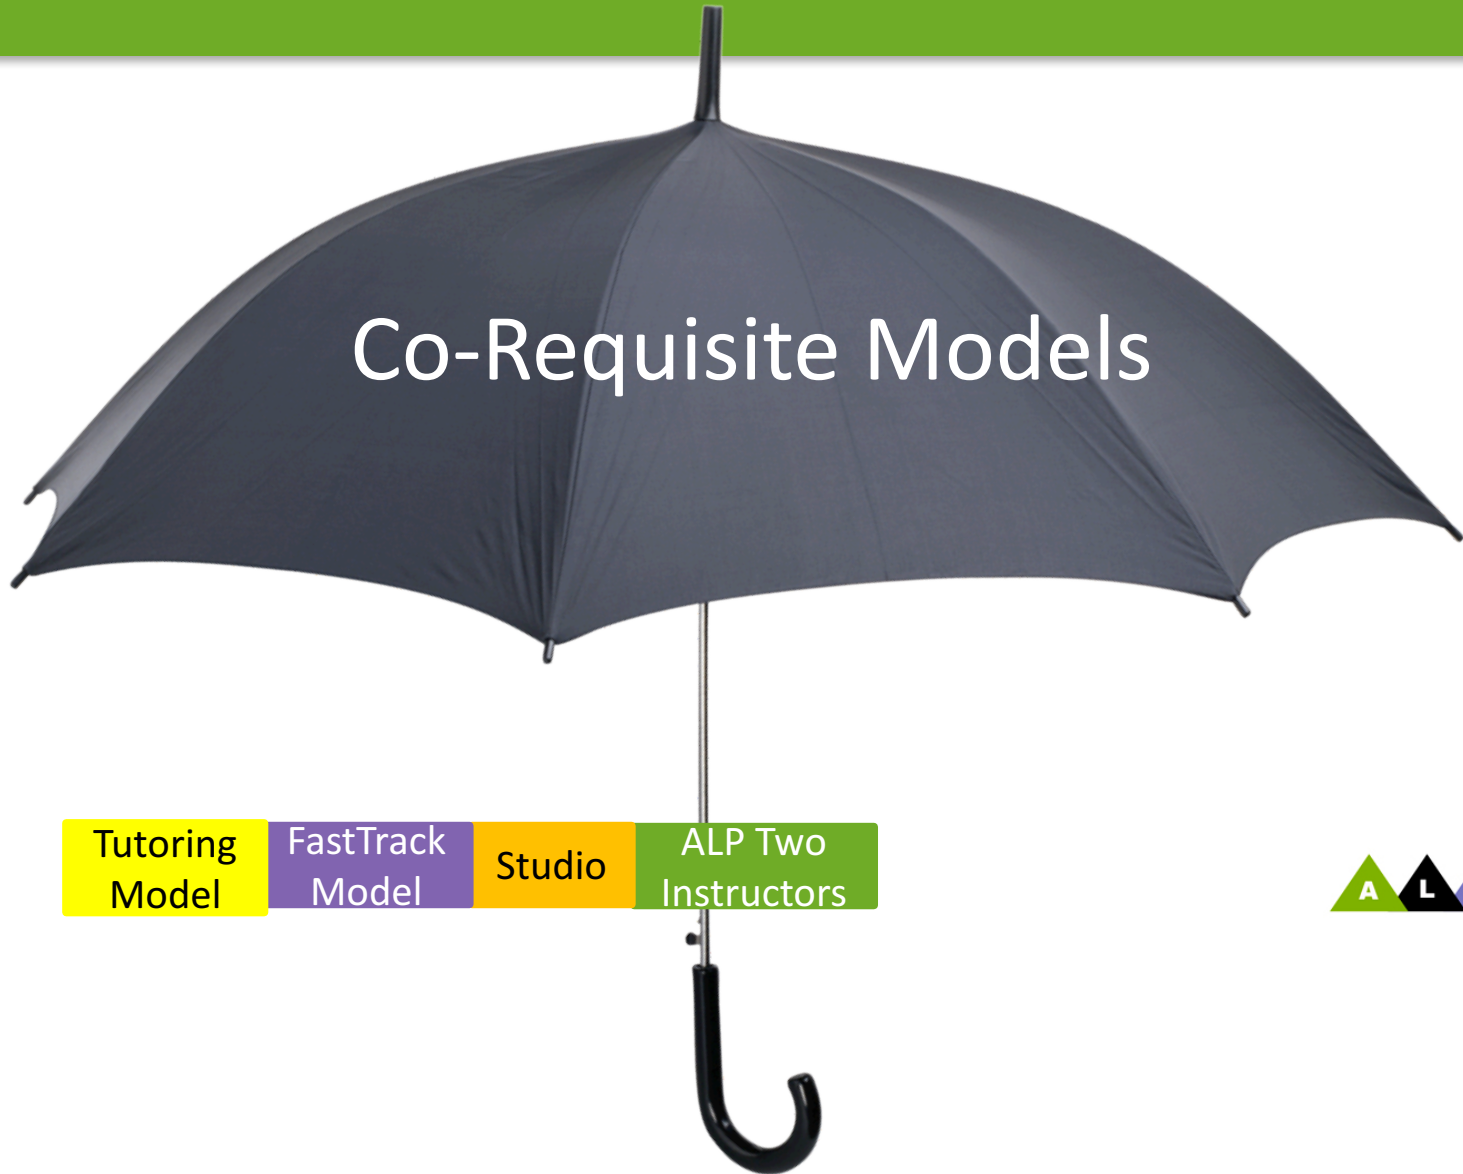 Co-Requisite Models
Tutoring
Model
FastTrack
Model
Studio
ALP Two
Instructors
A L